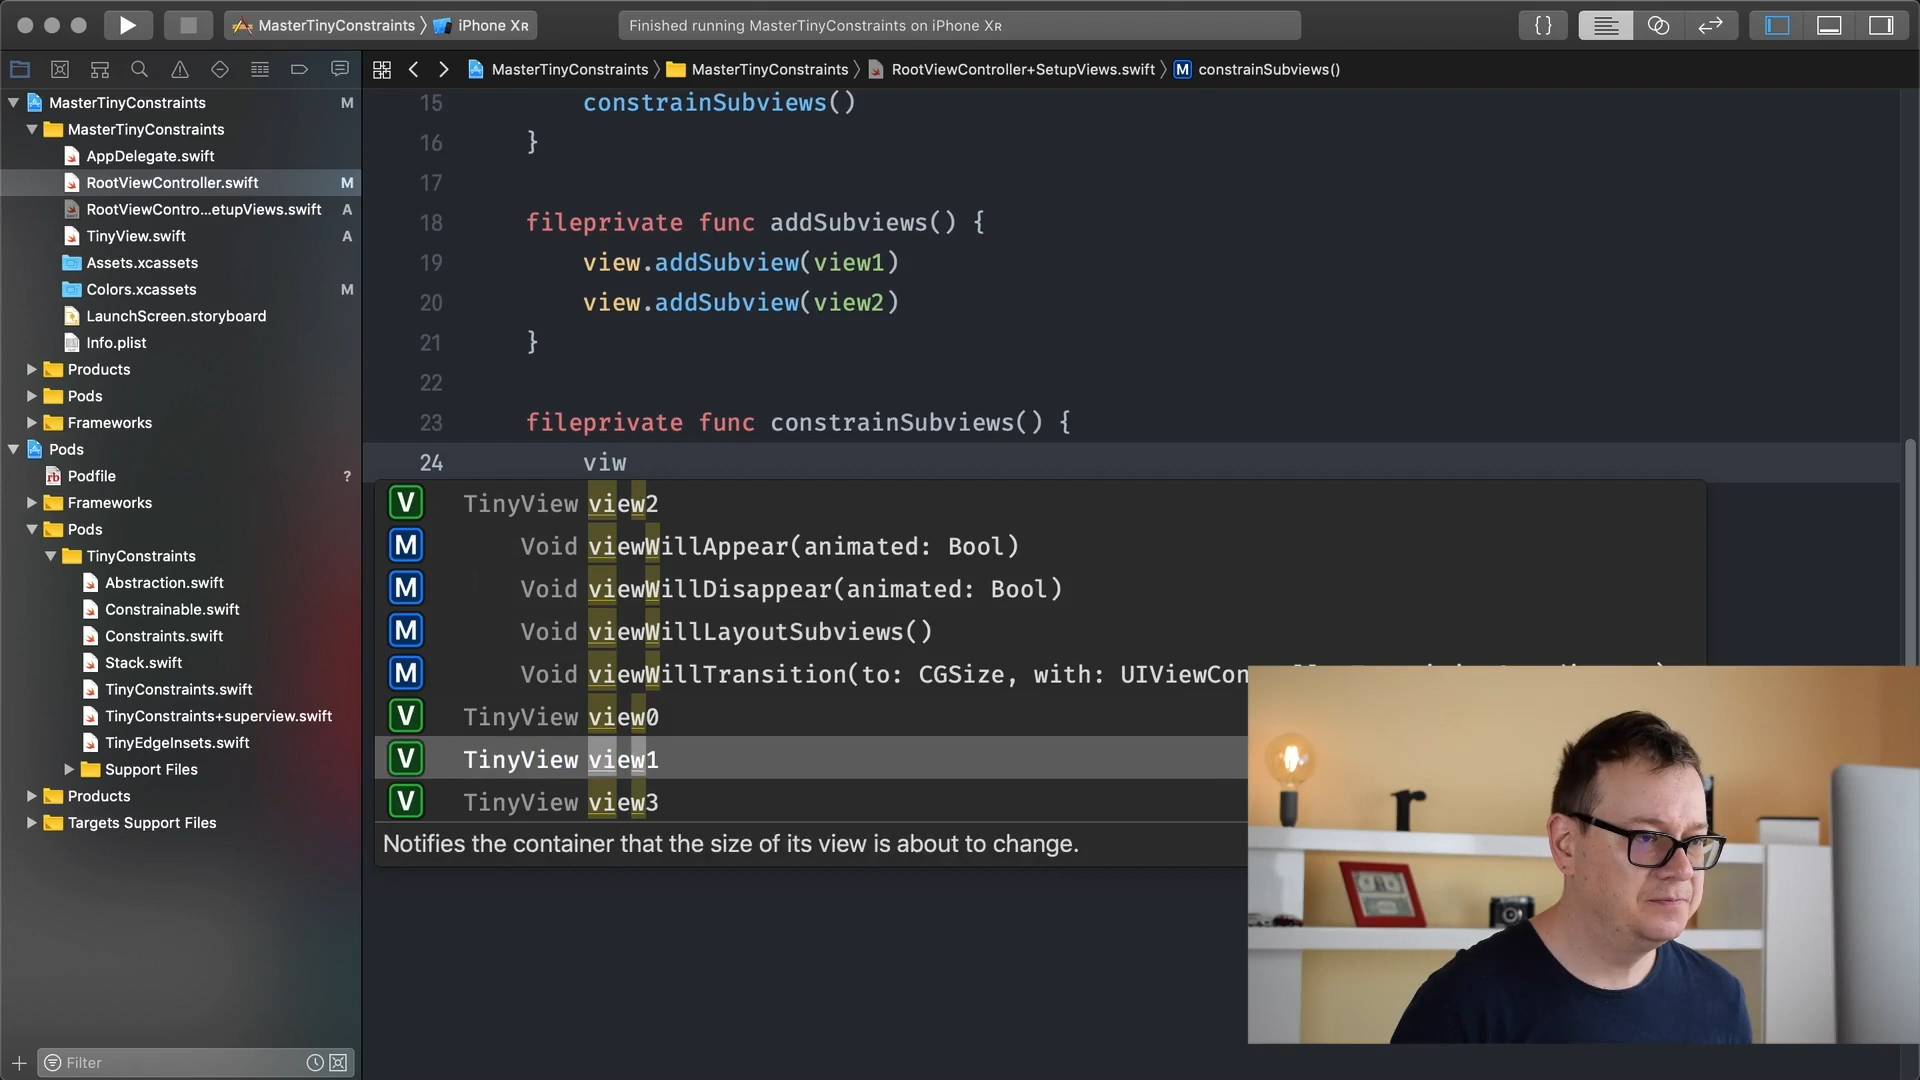 MasterTinyConstraints 〉 iPhone XR
Finished running MasterTinyConstraints on iPhone XR
{}
MasterTinyConstraints 〉 MasterTinyConstraints 〉 RootViewController+SetupViews.swift 〉 M constrainSubviews()
MasterTinyConstraints M
MasterTinyConstraints
AppDelegate.swift
RootViewController.swift M
RootViewContro...etupViews.swift A
TinyView.swift A
Assets.xcassets
Colors.xcassets M
LaunchScreen.storyboard
Info.plist
Products
Pods
Frameworks
Pods
rb Podfile ?
Frameworks
Pods
TinyConstraints
Abstraction.swift
Constrainable.swift
Constraints.swift
Stack.swift
TinyConstraints.swift
TinyConstraints+superview.swift
TinyEdgeInsets.swift
Support Files
Products
Targets Support Files
Filter
15 constrainSubviews()
16 }
17
18 fileprivate func addSubviews() {
19 view.addSubview(view1)
20 view.addSubview(view2)
21 }
22
23 fileprivate func constrainSubviews() {
24 viw
V TinyView view2
M Void viewWillAppear(animated: Bool)
M Void viewWillDisappear(animated: Bool)
M Void viewWillLayoutSubviews()
M Void viewWillTransition(to: CGSize, with:
V TinyView view0
V TinyView view1
V TinyView view3
Notifies the container that the size of its view is about to change.